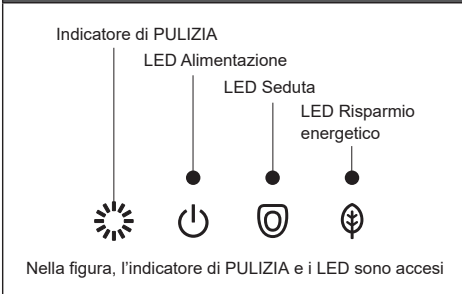 Indicatore di PULIZIA
LED Alimentazione
LED Seduta
LED Risparmio
energetico
Nella figura, l'indicatore di PULIZIA e i LED sono accesi